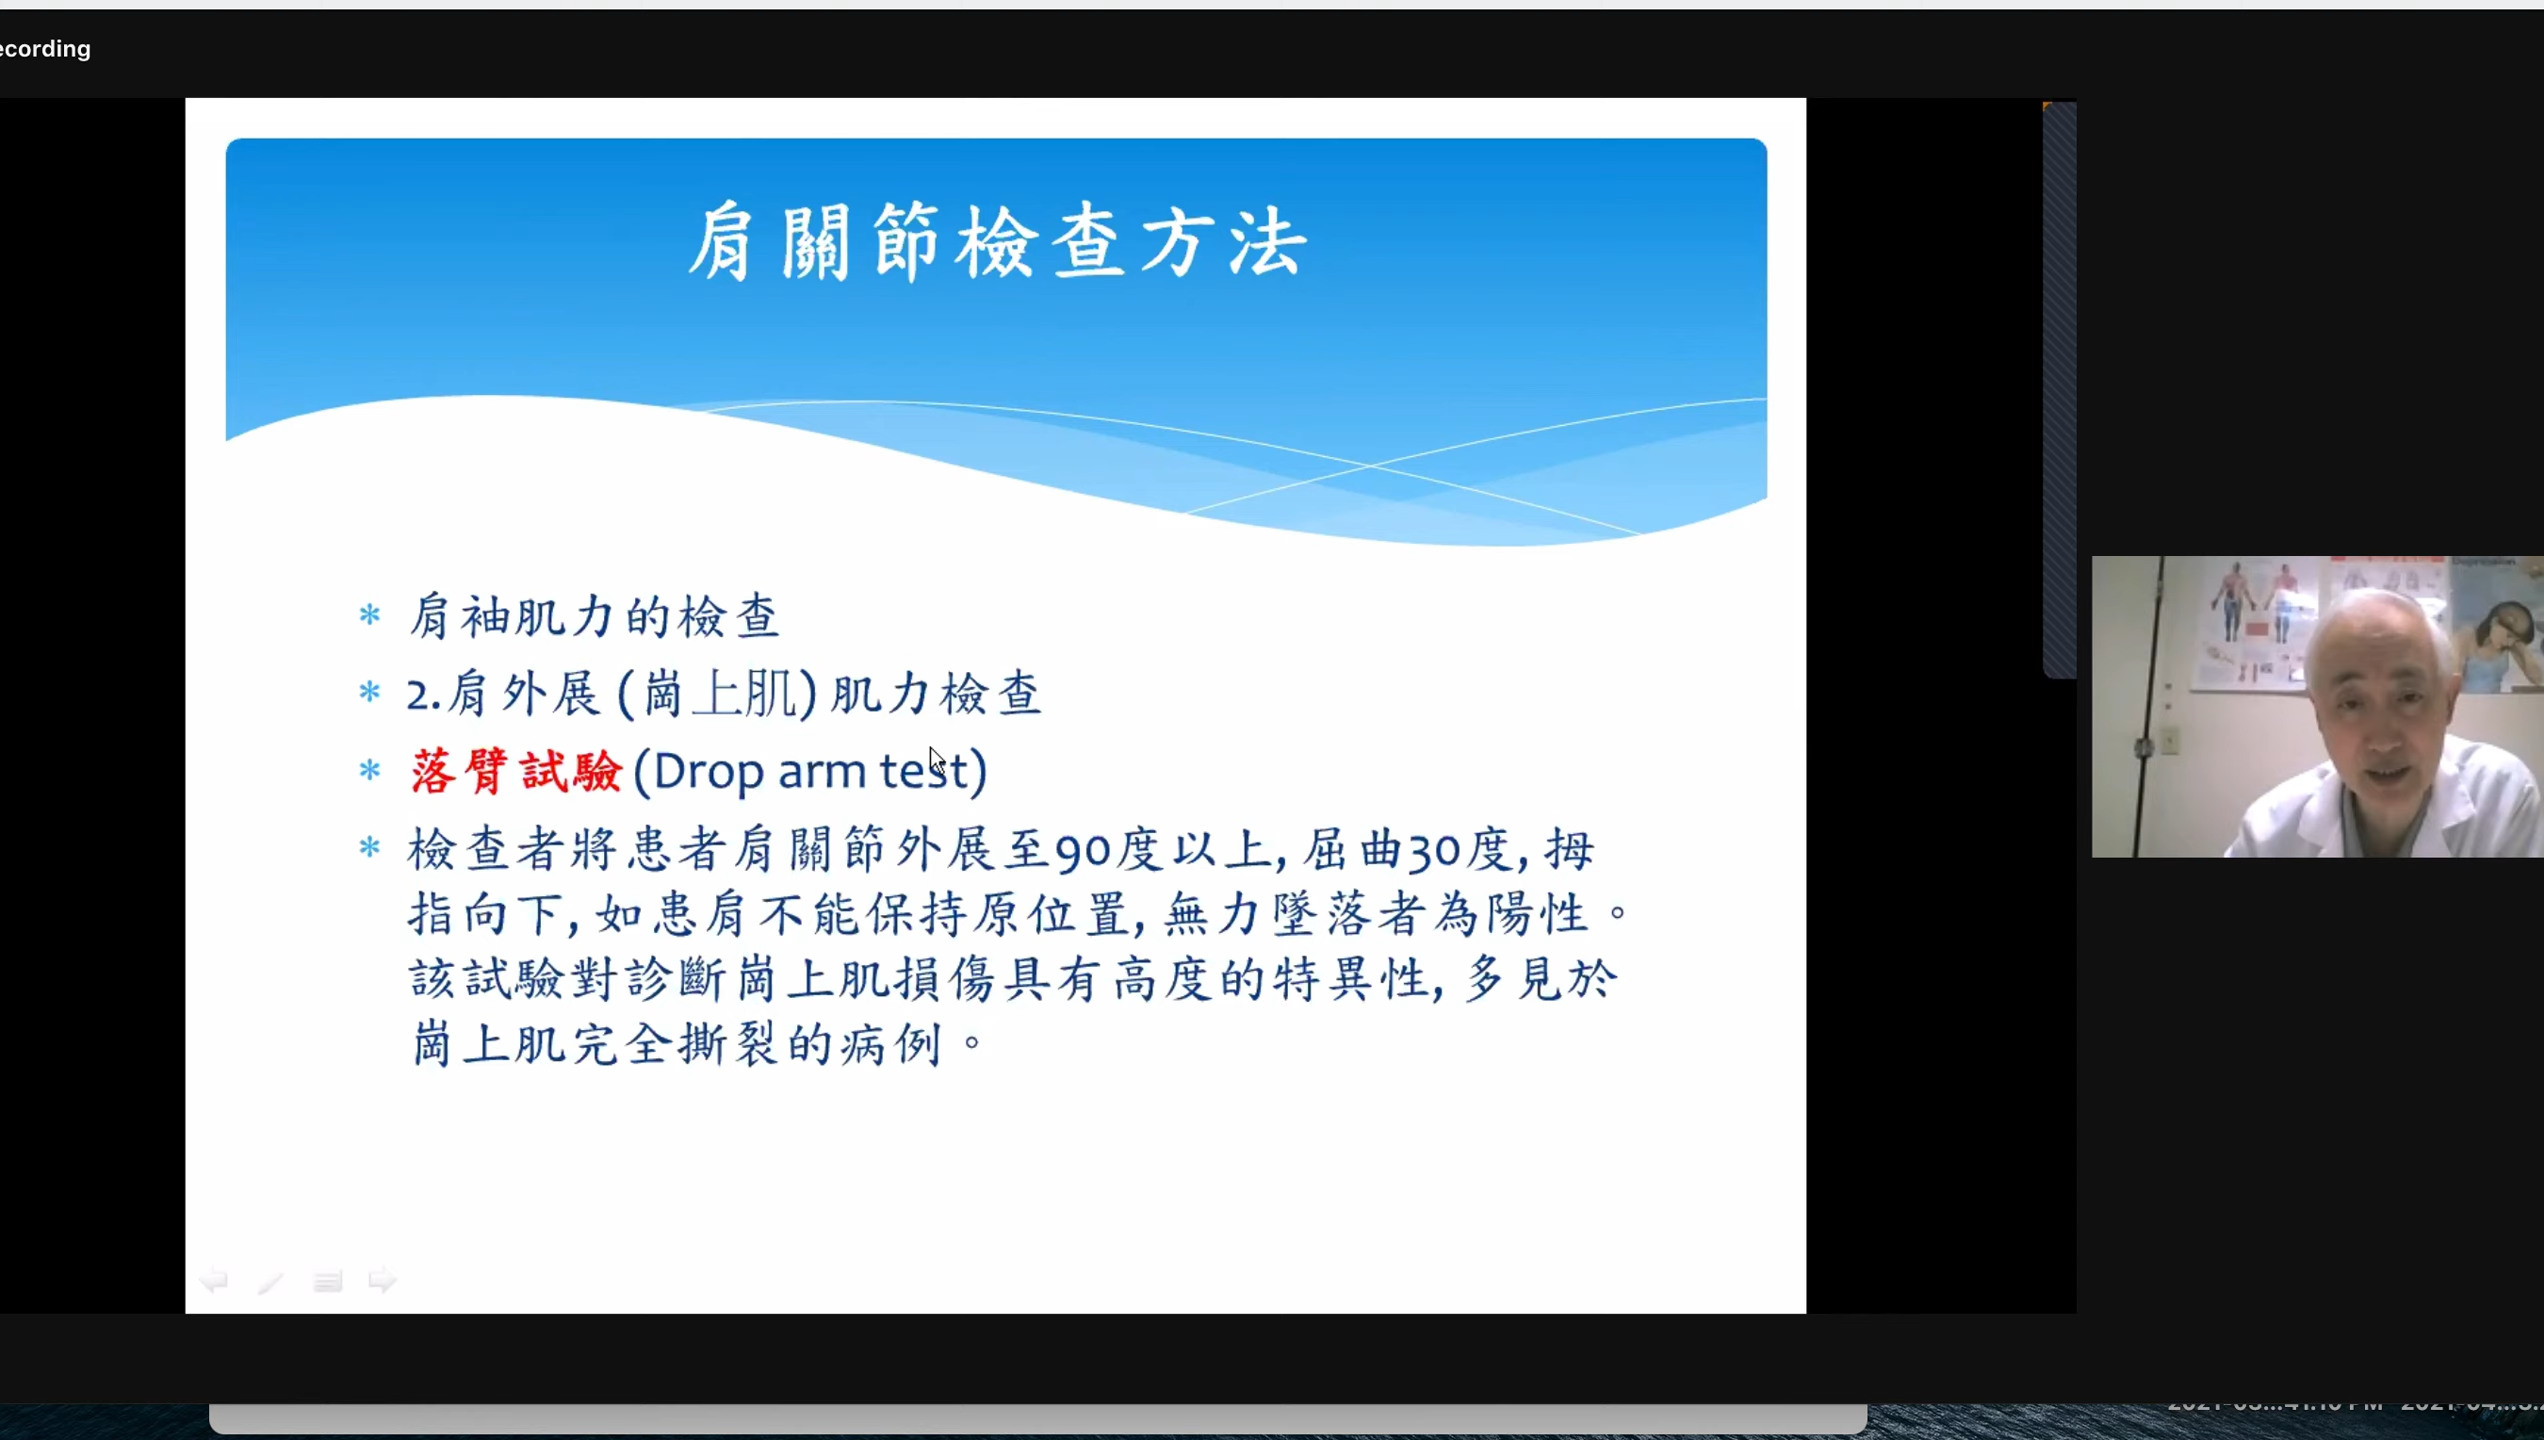 ecording
肩關節檢查方法
* 肩袖肌力的檢查
* 2.肩外展(崗上肌)肌力檢查
* 落臂試驗(Drop arm test)
* 檢查者將患者肩關節外展至90度以上,屈曲30度,拇
指向下,如患肩不能保持原位置,無力墜落者為陽性。
該試驗對診斷崗上肌損傷具有高度的特異性,多見於
崗上肌完全撕裂的病例。